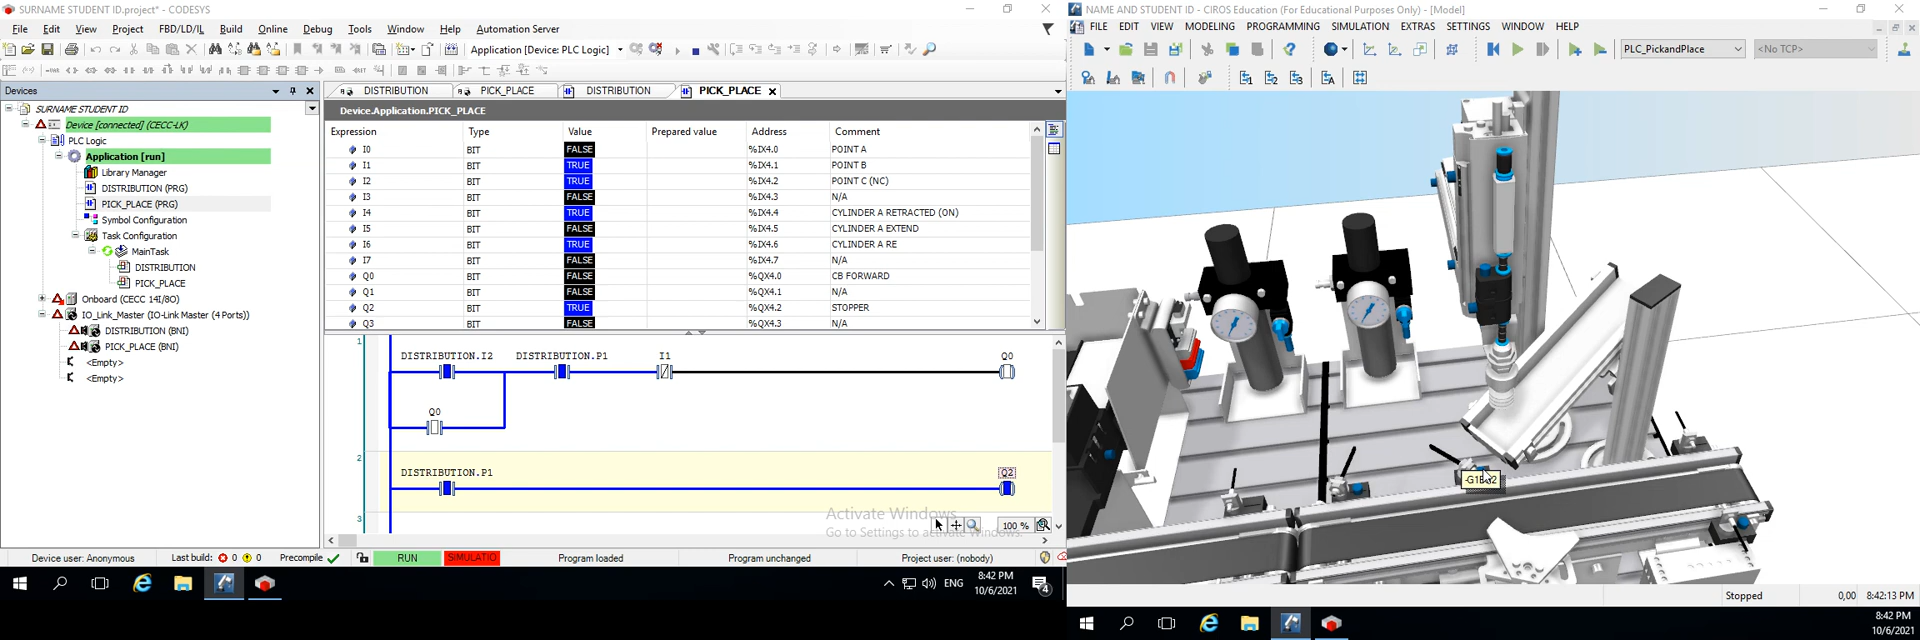 SURNAME STUDENT ID.project* - CODESYS
File Edit View Project FBD/LD/IL Build Online Debug Tools Window Help Automation Server
Application [Device: PLC Logic]
Devices
SURNAME STUDENT ID
Device [connected] (CECC-LK)
PLC Logic
Application [run]
Library Manager
DISTRIBUTION (PRG)
PICK_PLACE (PRG)
Symbol Configuration
Task Configuration
MainTask
DISTRIBUTION
PICK_PLACE
Onboard (CECC 14I/8O)
IO_Link_Master (IO-Link Master (4 Ports))
DISTRIBUTION (BNI)
PICK_PLACE (BNI)
<Empty>
<Empty>
DISTRIBUTION PICK_PLACE DISTRIBUTION PICK_PLACE
Device.Application.PICK_PLACE
Expression Type Value Prepared value Address Comment
I0 BIT FALSE %IX4.0 POINT A
I1 BIT TRUE %IX4.1 POINT B
I2 BIT TRUE %IX4.2 POINT C (NC)
I3 BIT FALSE %IX4.3 N/A
I4 BIT TRUE %IX4.4 CYLINDER A RETRACTED (ON)
I5 BIT FALSE %IX4.5 CYLINDER A EXTEND
I6 BIT TRUE %IX4.6 CYLINDER A RE
I7 BIT FALSE %IX4.7 N/A
Q0 BIT FALSE %QX4.0 CB FORWARD
Q1 BIT FALSE %QX4.1 N/A
Q2 BIT TRUE %QX4.2 STOPPER
Q3 BIT FALSE %QX4.3 N/A
1
DISTRIBUTION.I2 DISTRIBUTION.P1 I1 Q0
Q0
2
DISTRIBUTION.P1 Q2
3
Activate Windows
Go to Settings to activate Windows.
100 %
Device user: Anonymous Last build: 0 0 Precompile RUN SIMULATIO Program loaded Program unchanged Project user: (nobody)
ENG
8:42 PM
10/6/2021
4
NAME AND STUDENT ID - CIROS Education (For Educational Purposes Only) - [Model]
FILE EDIT VIEW MODELING PROGRAMMING SIMULATION EXTRAS SETTINGS WINDOW HELP
PLC_PickandPlace <No TCP>
Stopped 0,00 8:42:13 PM
8:42 PM
10/6/2021